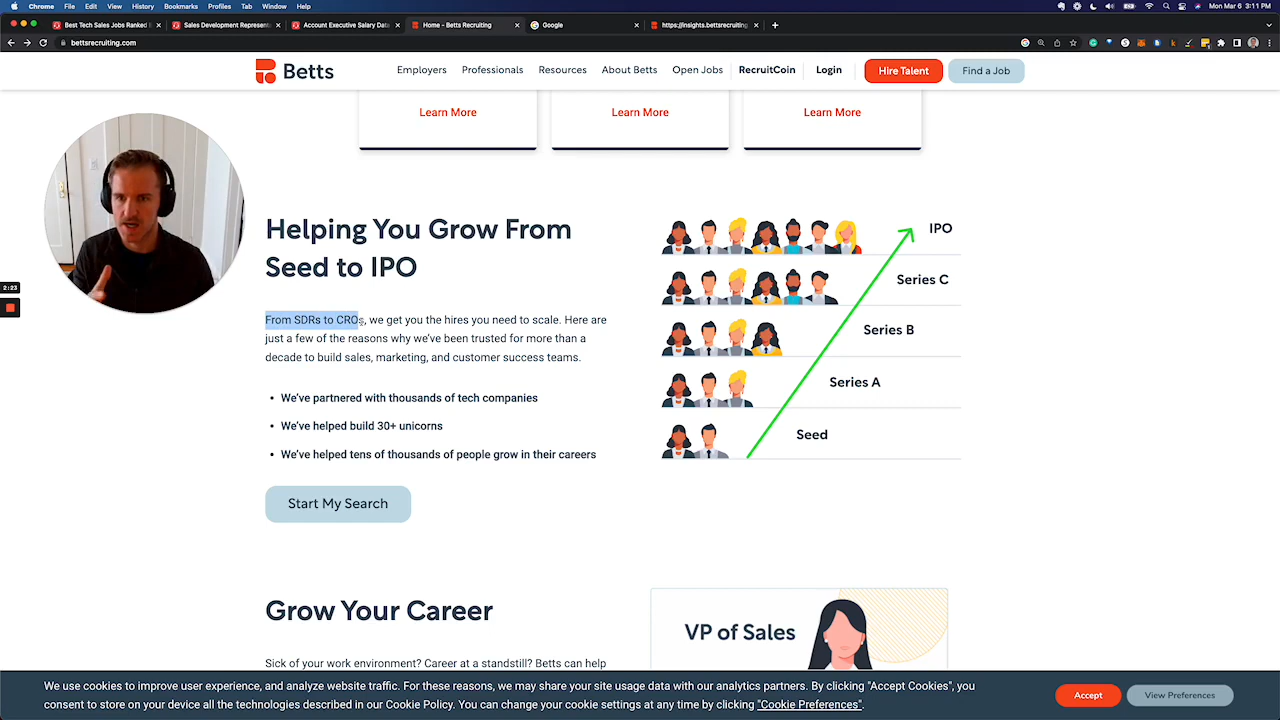 Chrome File Edit View History Bookmarks Profiles Tab Window Help
Mon Mar 6 3:11 PM
Best Tech Sales Jobs Ranked
Sales Development Represent
Account Executive Salary Data
Home - Betts Recruiting
Google
https://insights.bettsrecruiting
bettsrecruiting.com
Betts
Employers Professionals Resources About Betts Open Jobs RecruitCoin Login Hire Talent Find a Job
Learn More Learn More Learn More
Helping You Grow From
Seed to IPO
From SDRs to CROs, we get you the hires you need to scale. Here are
just a few of the reasons why we've been trusted for more than a
decade to build sales, marketing, and customer success teams.
• We've partnered with thousands of tech companies
• We've helped build 30+ unicorns
• We've helped tens of thousands of people grow in their careers
Start My Search
IPO
Series C
Series B
Series A
Seed
2:23
Grow Your Career
Sick of your work environment? Career at a standstill? Betts can help
VP of Sales
We use cookies to improve user experience, and analyze website traffic. For these reasons, we may share your site usage data with our analytics partners. By clicking "Accept Cookies", you
consent to store on your device all the technologies described in our Cookie Policy. You can change your cookie settings at any time by clicking "Cookie Preferences".
Accept
View Preferences